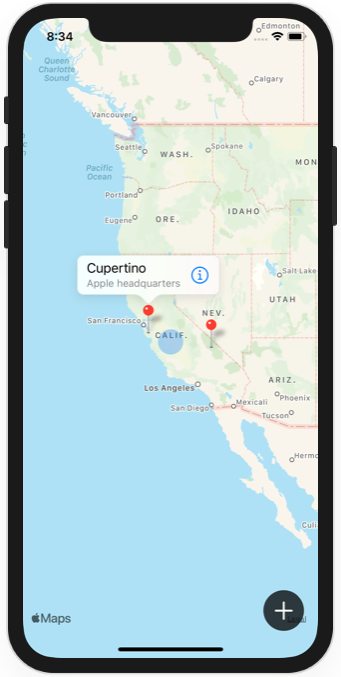 8:34
Edmonton
Queen
Charlotte
Sound
Calgary
Vancouver
Seattle
WASH.
Spokane
MON
Pacific
Ocean
Portland
Eugene
ORE.
IDAHO
Cupertino
Apple headquarters
Salt Lake
UTAH
NEV.
San Francisco
CALIF.
Los Angeles
ARIZ.
Phoenix
San Diego
Mexicali
Tucson
Hermo
Culi
Maps